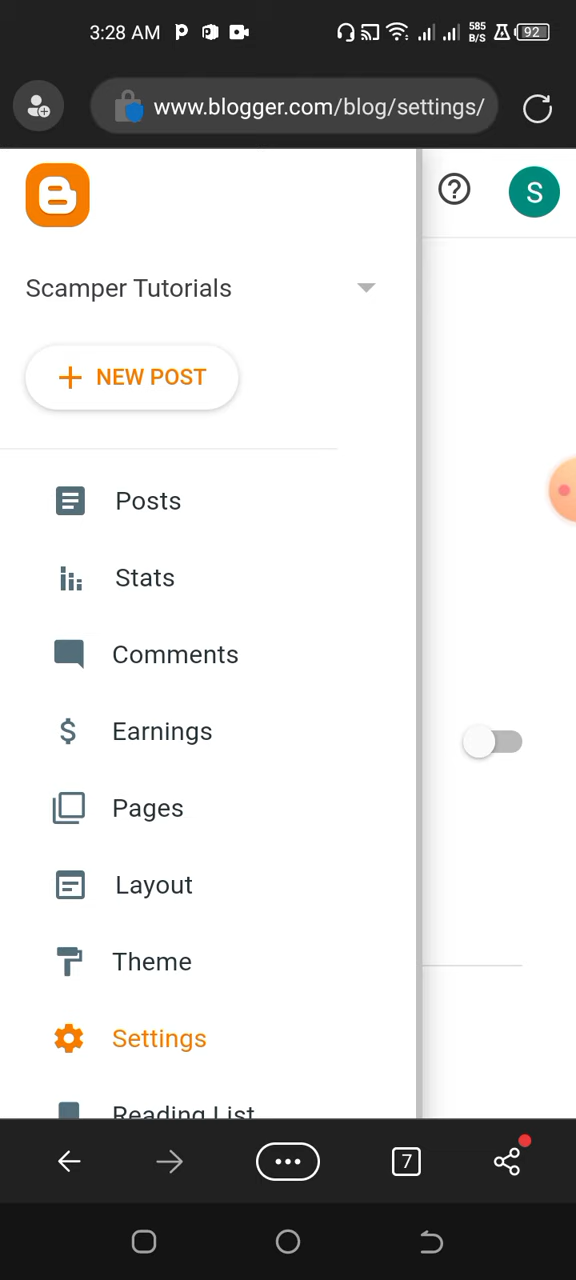 3:28 AM
585
B/S
92
www.blogger.com/blog/settings/
S
Scamper Tutorials
NEW POST
Posts
Stats
Comments
Earnings
Pages
Layout
Theme
Settings
Reading List
7